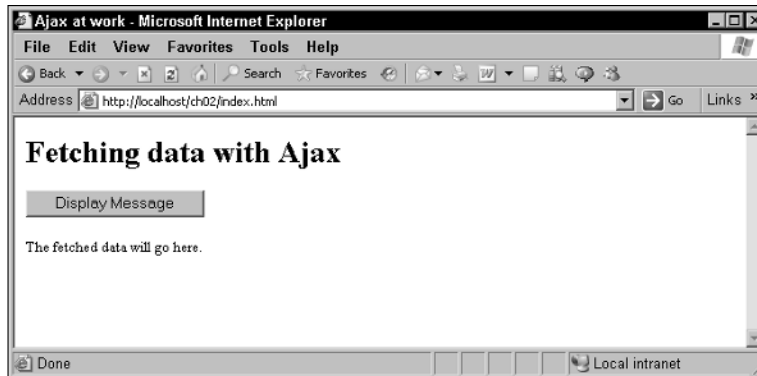 Ajax at work - Microsoft Internet Explorer
File Edit View Favorites Tools Help
Back Search Favorites
Address http://localhost/ch02/index.html Go Links »
Fetching data with Ajax
Display Message
The fetched data will go here.
Done Local intranet